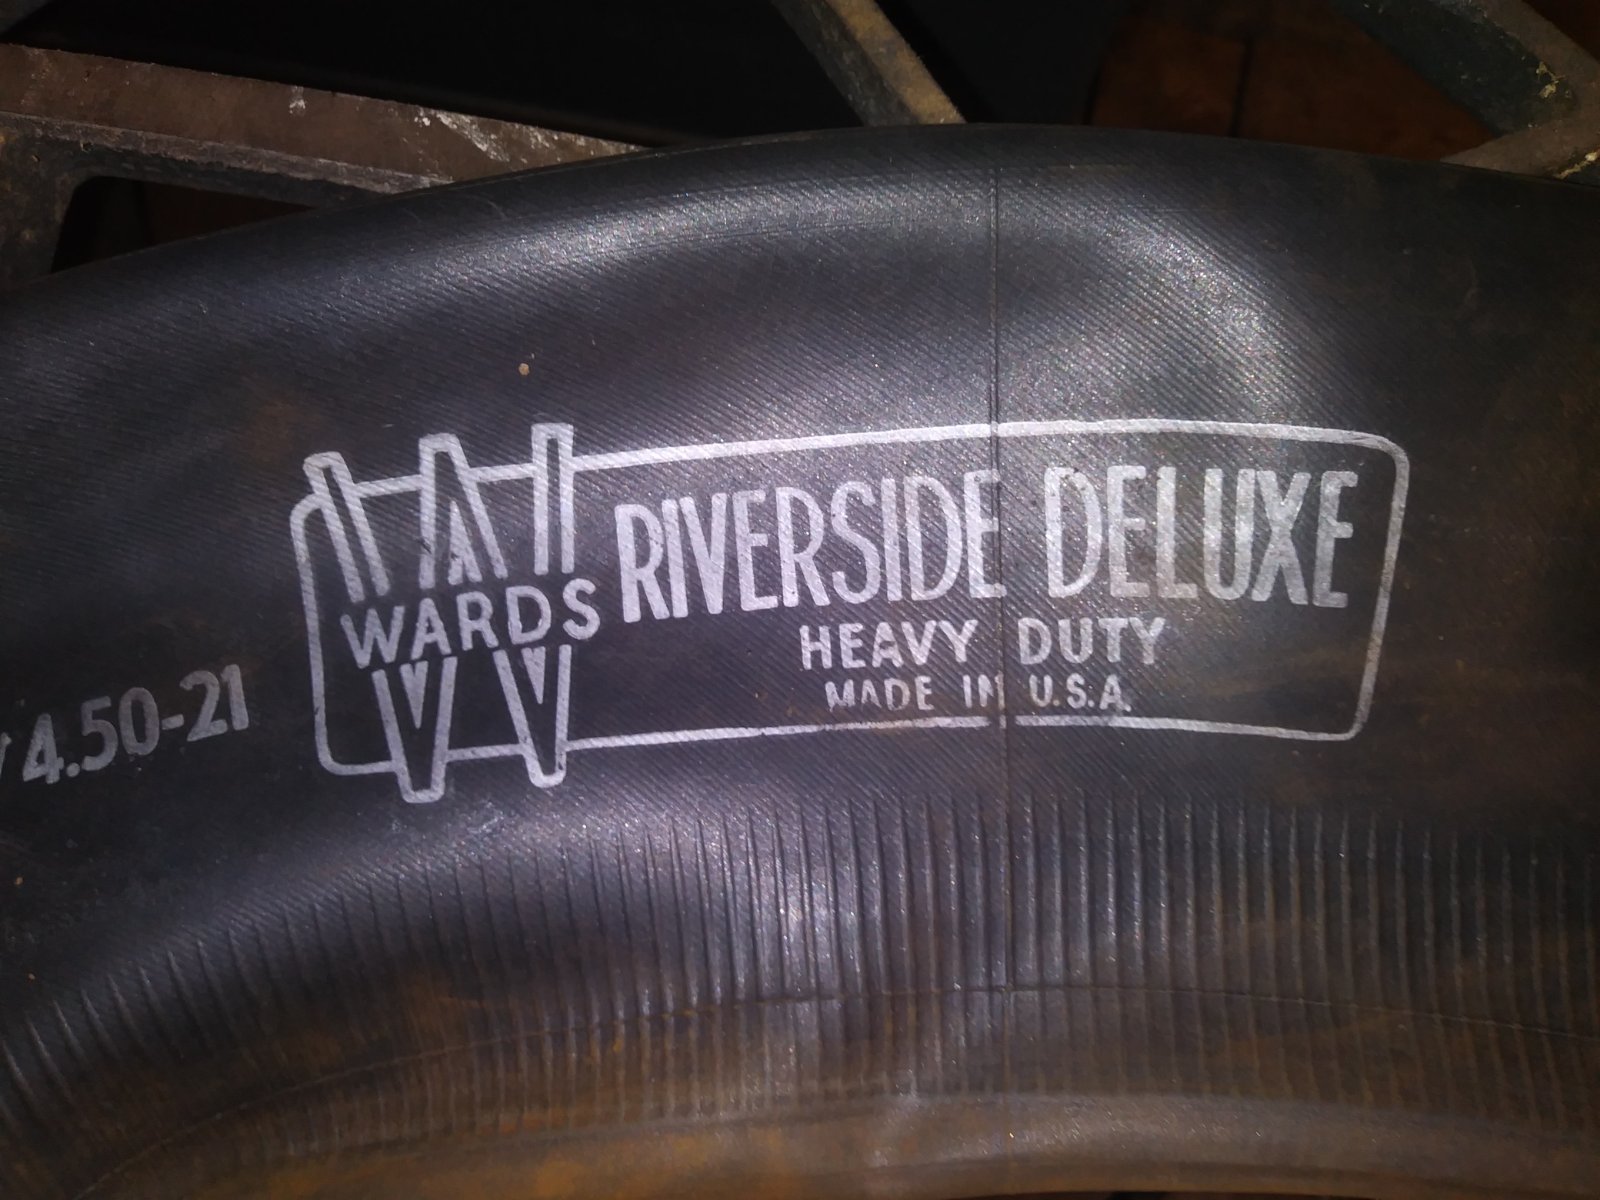 4.50-21
W
WARDS
RIVERSIDE DELUXE
HEAVY DUTY
MADE IN U.S.A.